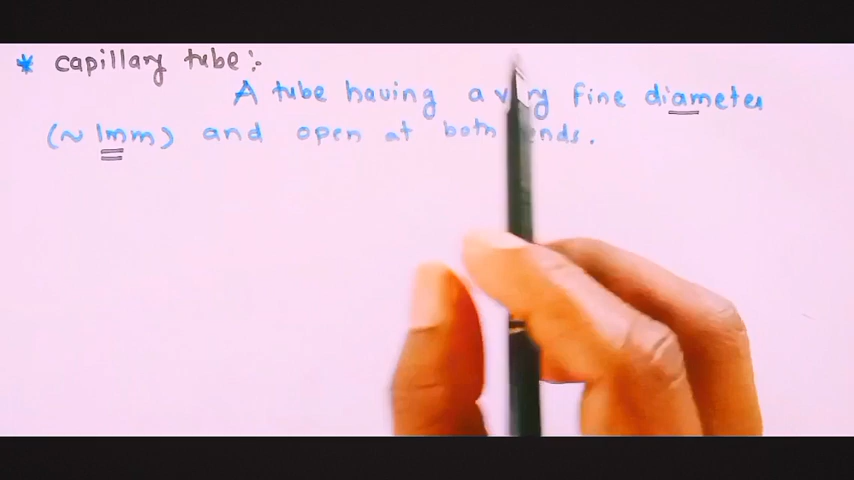 * capillary tube :-
A tube having a very fine diameter
(~ 1mm) and open at both ends.